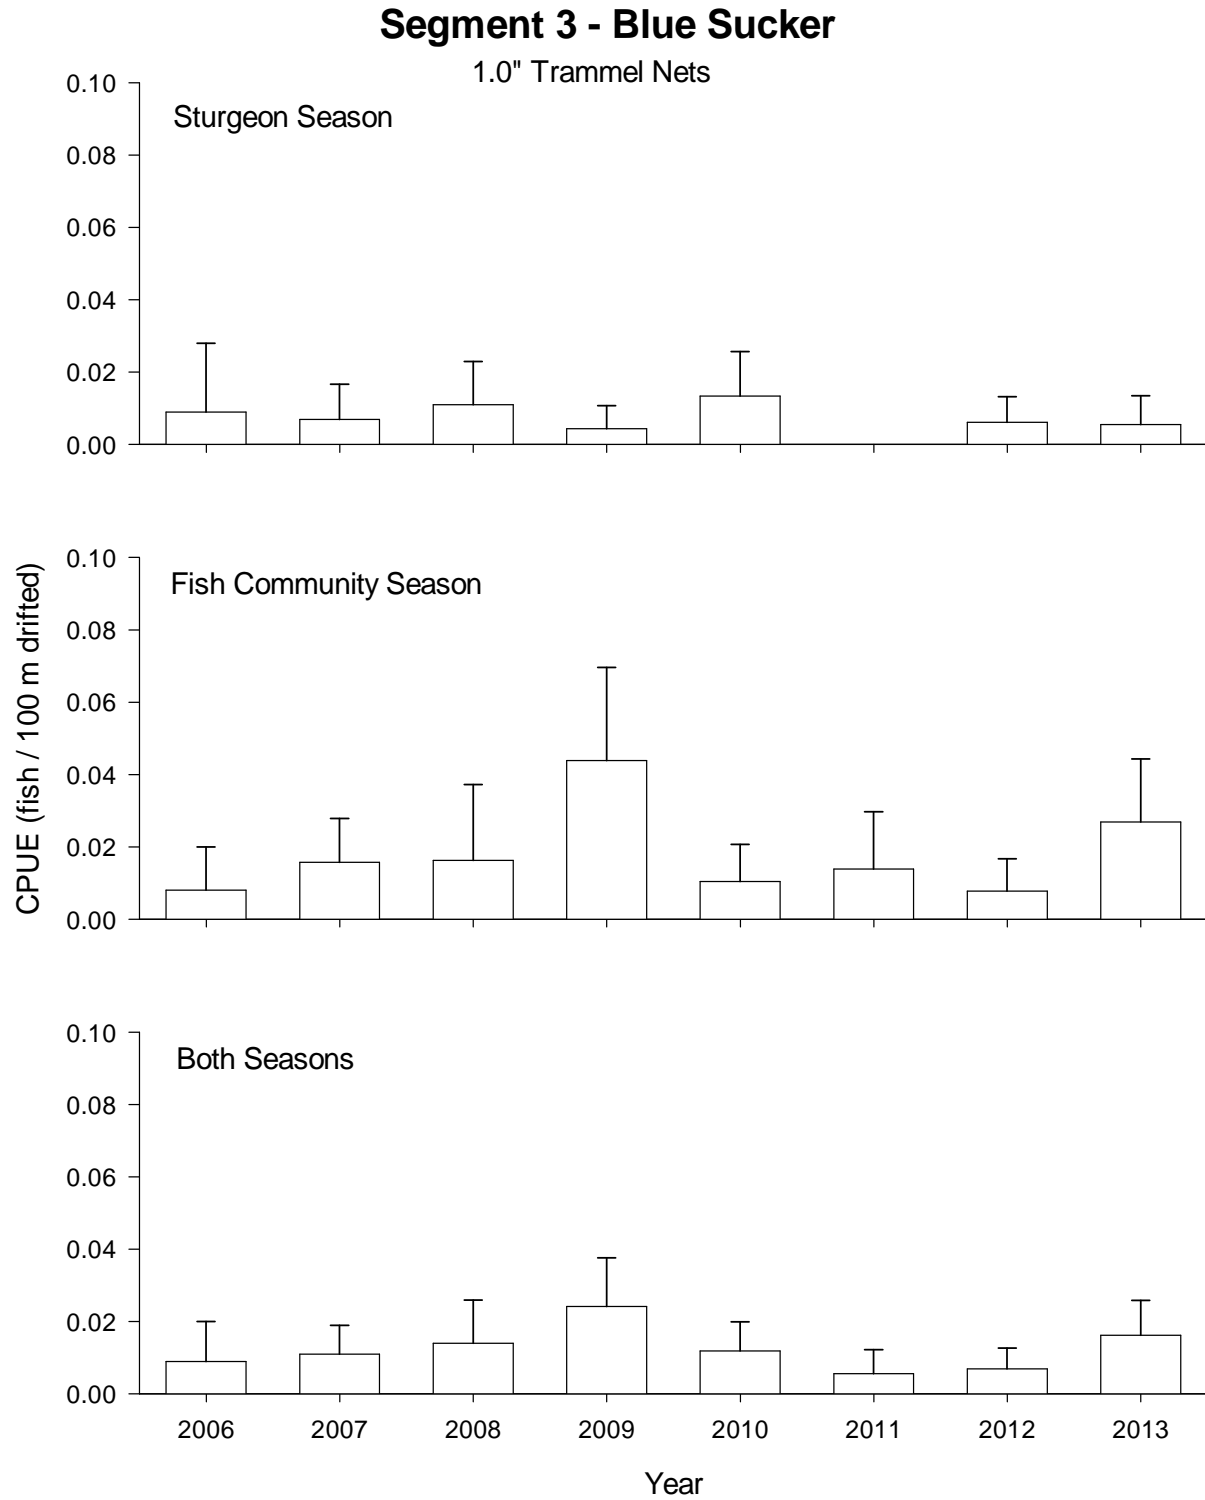 Segment 3 - Blue Sucker
1.0" Trammel Nets
0.10
Sturgeon Season
0.08
0.06
0.04
0.02
0.00
CPUE (fish / 100 m drifted)
0.10
Fish Community Season
0.08
0.06
0.04
0.02
0.00
0.10
Both Seasons
0.08
0.06
0.04
0.02
0.00
2006 2007 2008 2009 2010 2011 2012 2013
Year